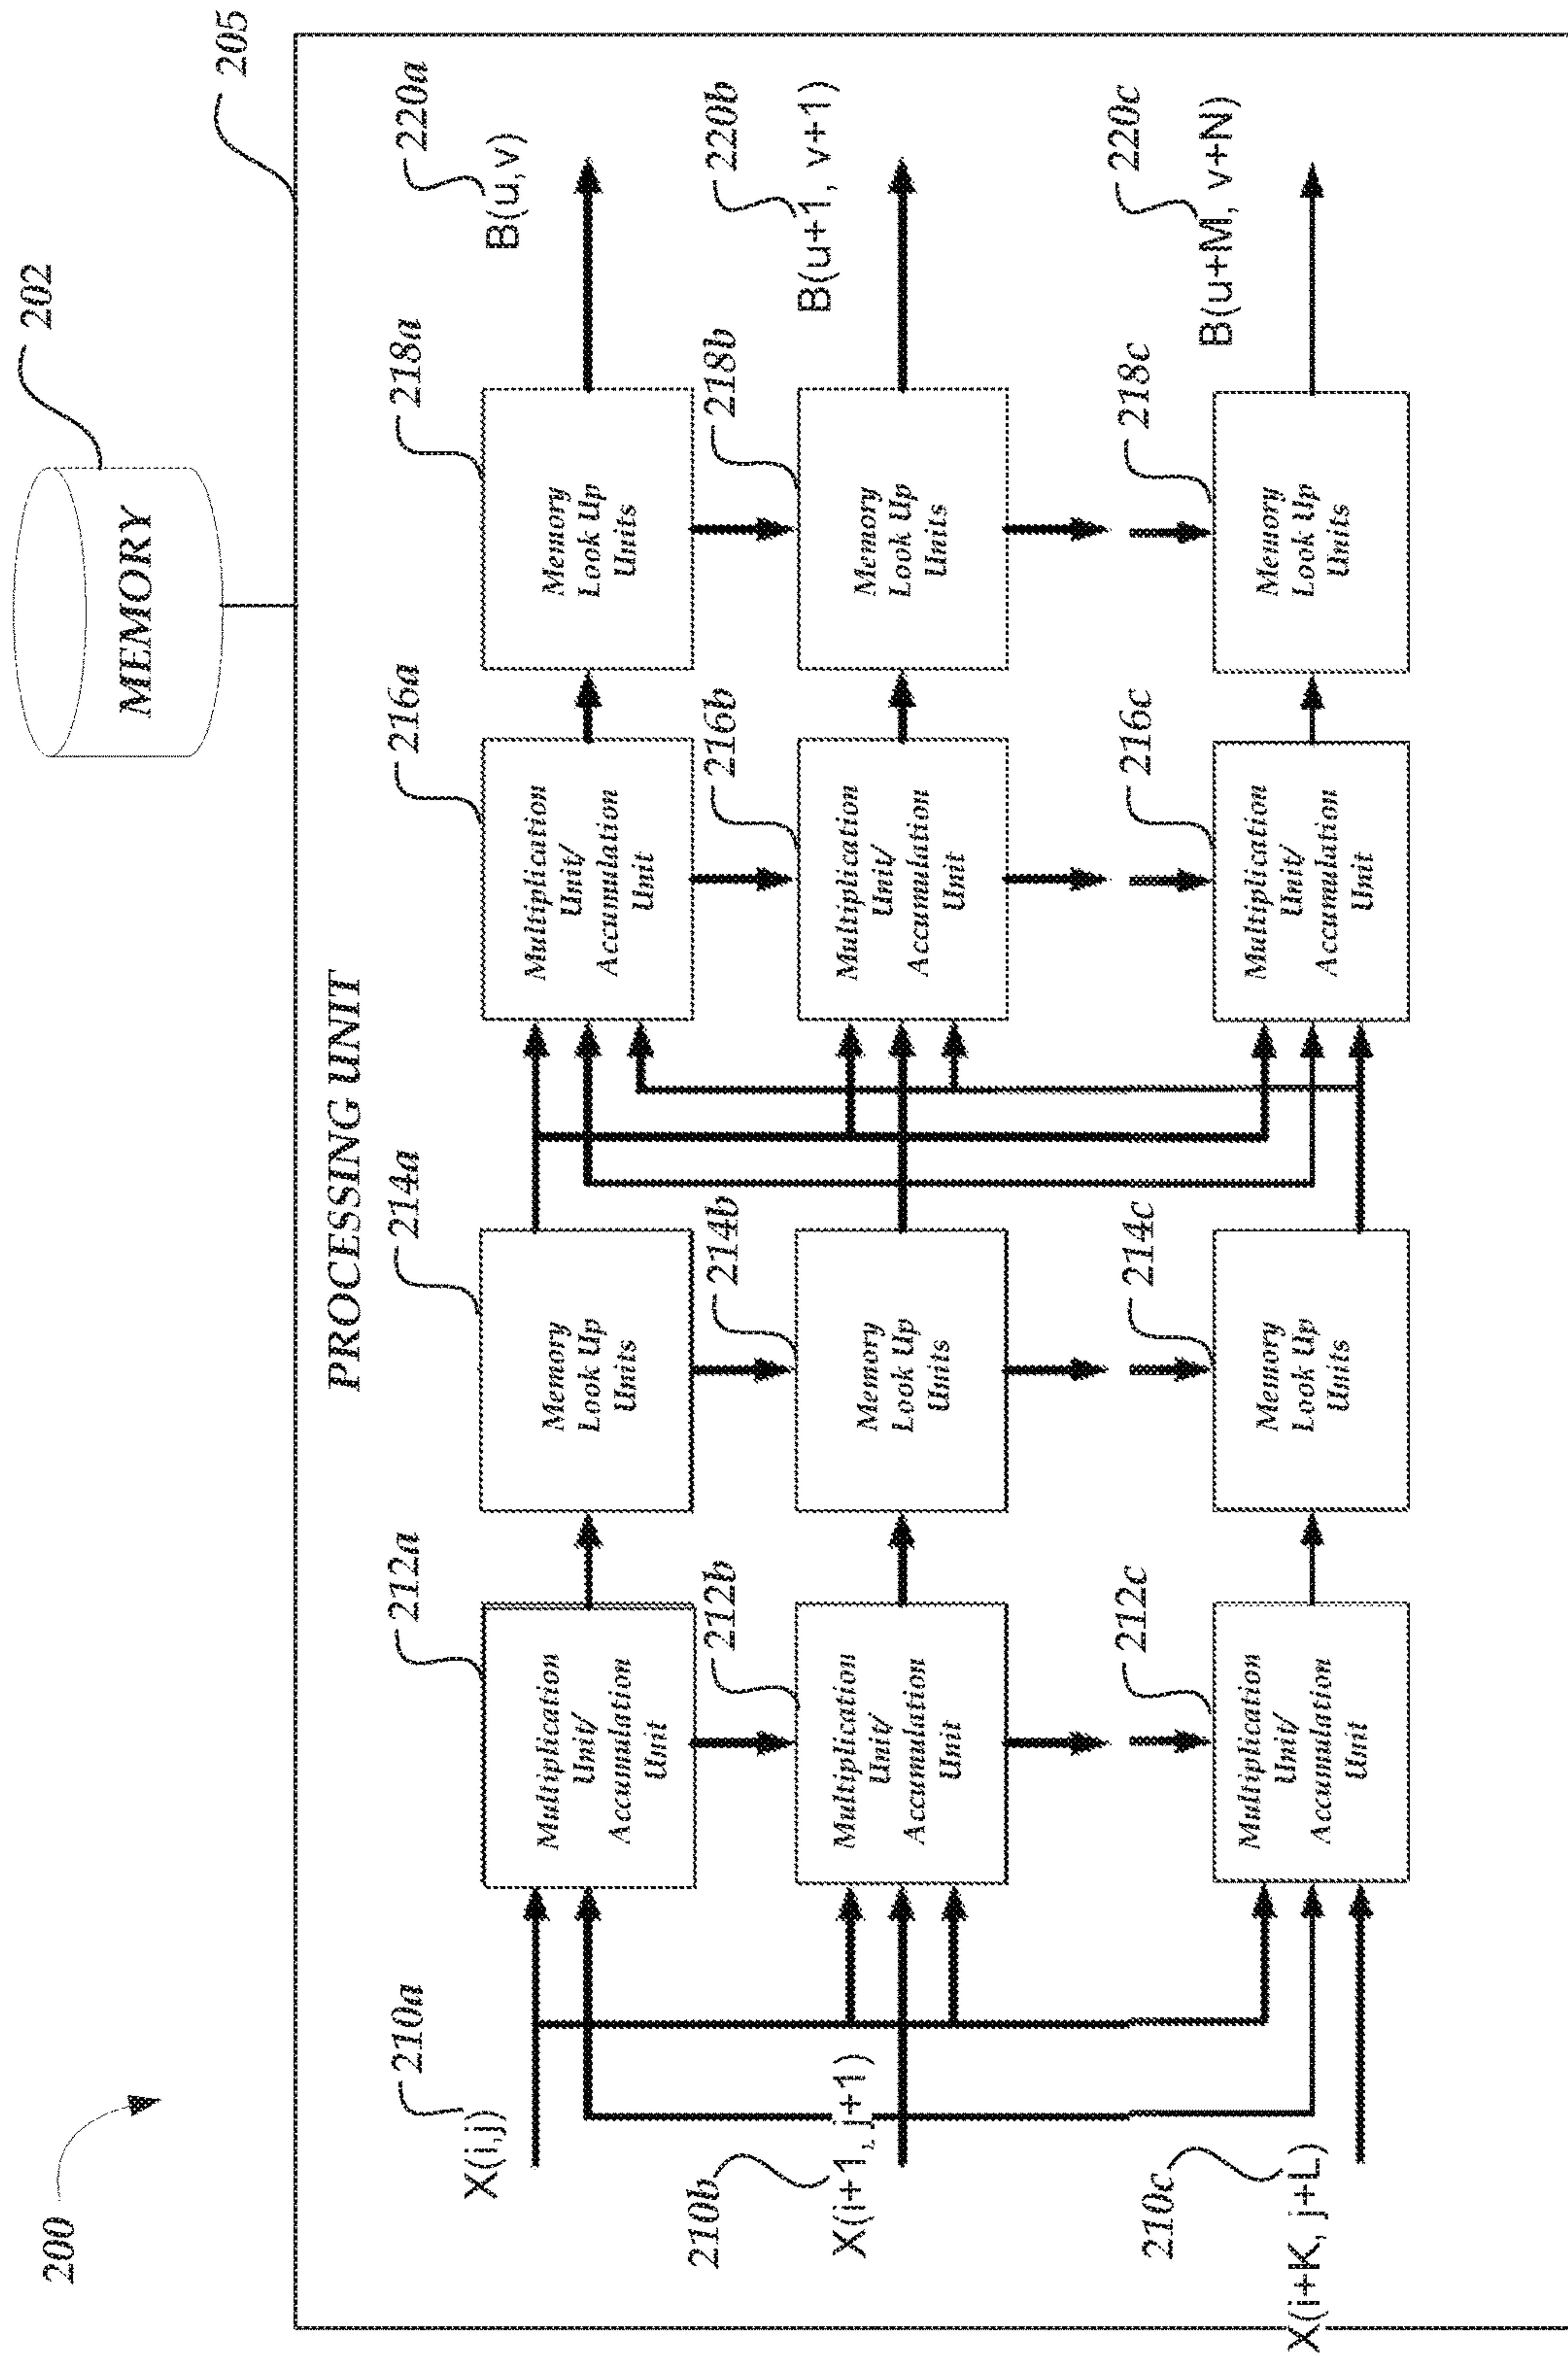 200
MEMORY
202
205
PROCESSING UNIT
210a
X(i,j)
212a
Multiplication
Unit/
Accumulation
Unit
214a
Memory
Look Up
Units
216a
Multiplication
Unit/
Accumulation
Unit
218a
Memory
Look Up
Units
220a
B(u,v)
210b
X(i+1, j+1)
212b
Multiplication
Unit/
Accumulation
Unit
214b
Memory
Look Up
Units
216b
Multiplication
Unit/
Accumulation
Unit
218b
Memory
Look Up
Units
220b
B(u+1, v+1)
210c
X(i+K, j+L)
212c
Multiplication
Unit/
Accumulation
Unit
214c
Memory
Look Up
Units
216c
Multiplication
Unit/
Accumulation
Unit
218c
Memory
Look Up
Units
220c
B(u+M, v+N)